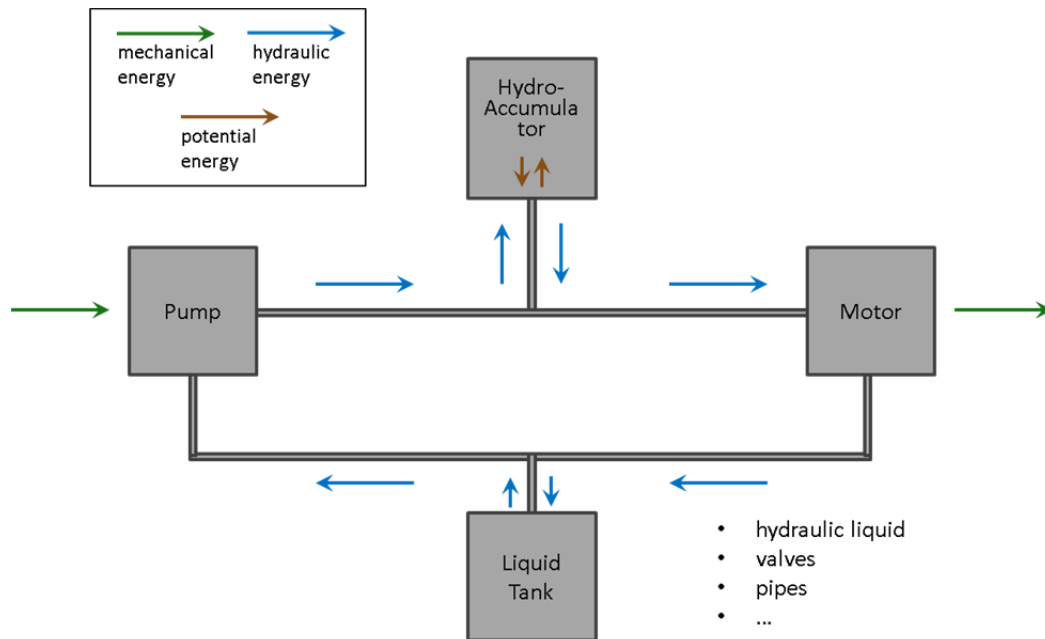 mechanical
energy
hydraulic
energy
potential
energy
Hydro-
Accumula
tor
Pump
Motor
Liquid
Tank
• hydraulic liquid
• valves
• pipes
• ...